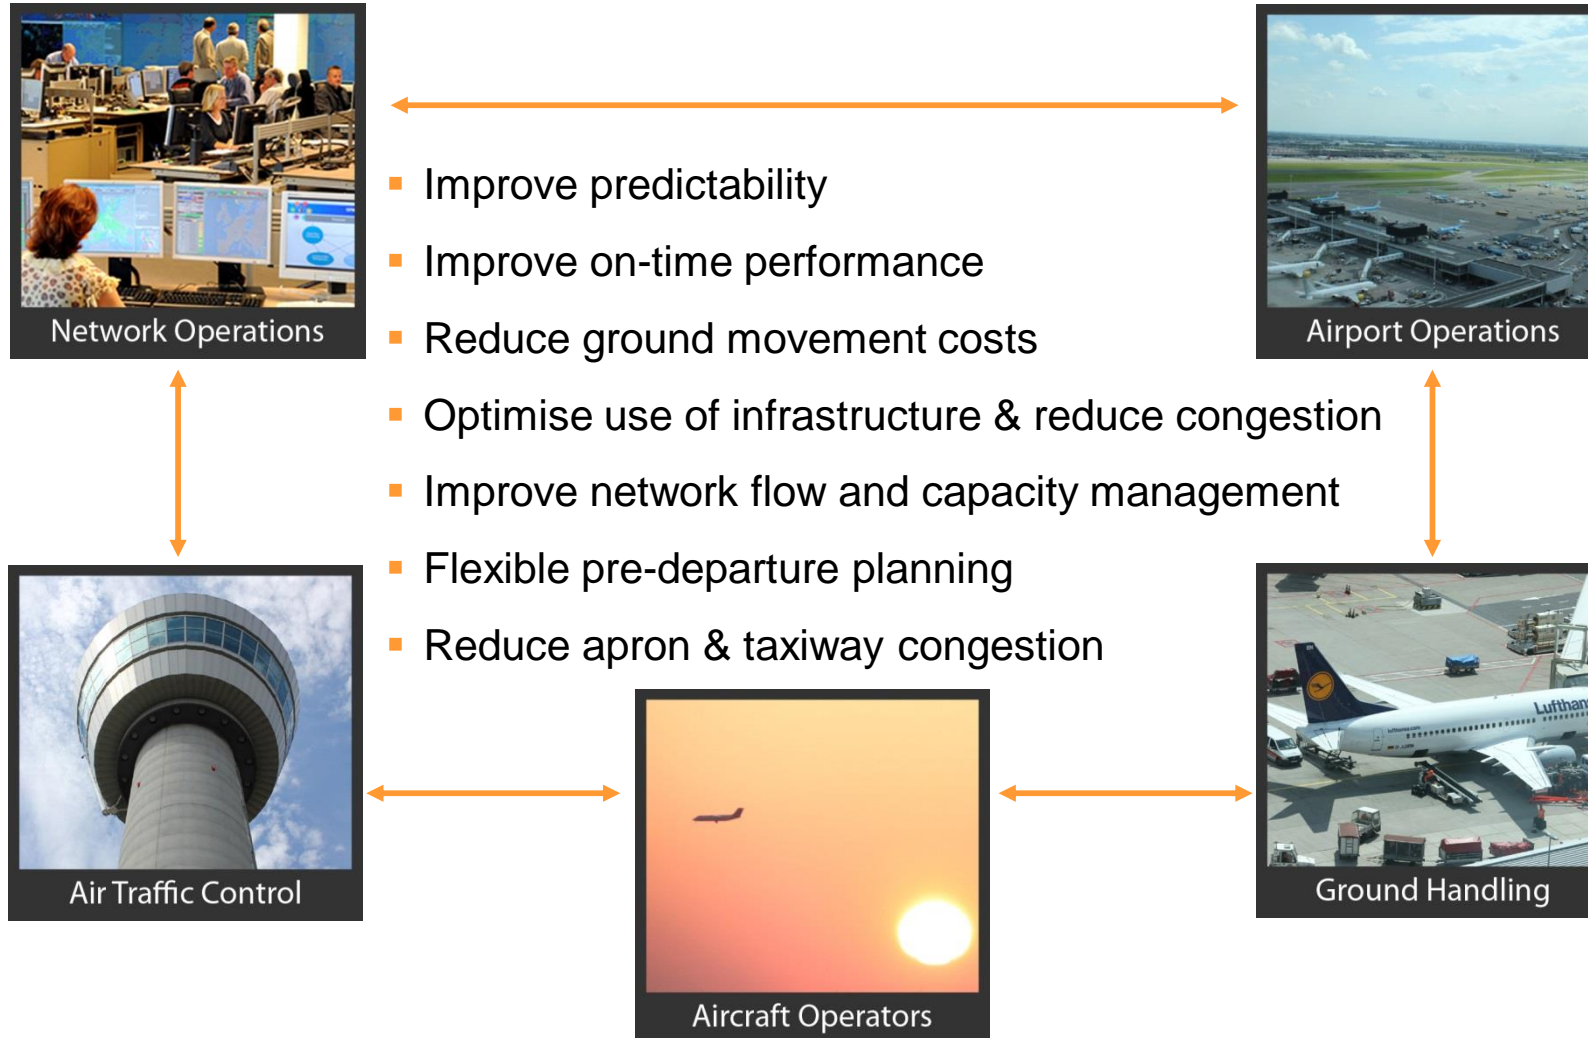 Network Operations
Airport Operations
Improve predictability
Improve on-time performance
Reduce ground movement costs
Optimise use of infrastructure & reduce congestion
Improve network flow and capacity management
Flexible pre-departure planning
Reduce apron & taxiway congestion
Lufthan
Air Traffic Control
Ground Handling
Aircraft Operators